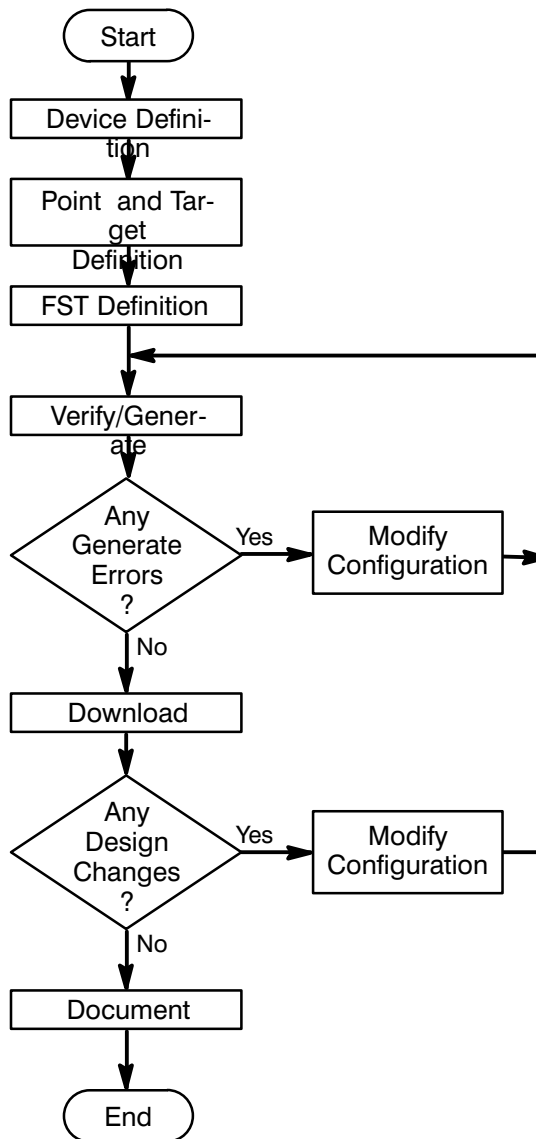 Start
Device Defini-
tion
Point and Tar-
get
Definition
FST Definition
Verify/Gener-
ate
Any
Generate
Errors
?
Yes
Modify
Configuration
No
Download
Any
Design
Changes
?
Yes
Modify
Configuration
No
Document
End